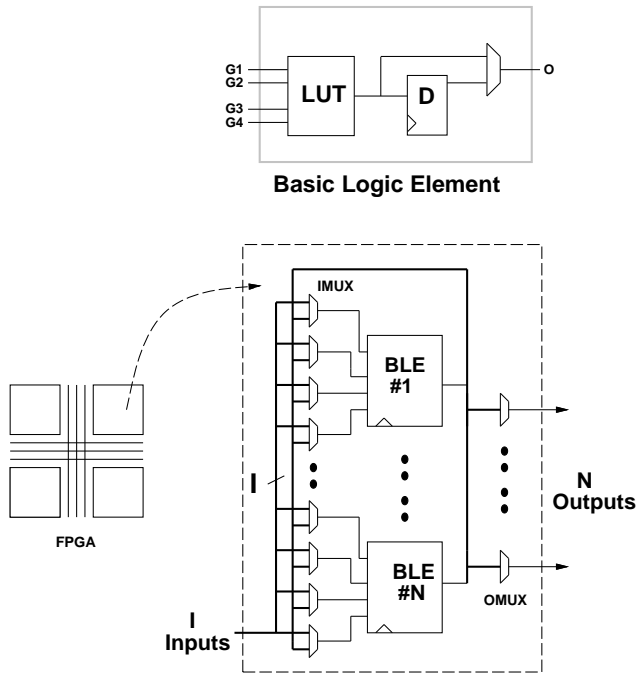 G1
G2
G3
G4
LUT
D
O
Basic Logic Element
IMUX
BLE
#1
I
N
Outputs
FPGA
BLE
#N
OMUX
I
Inputs